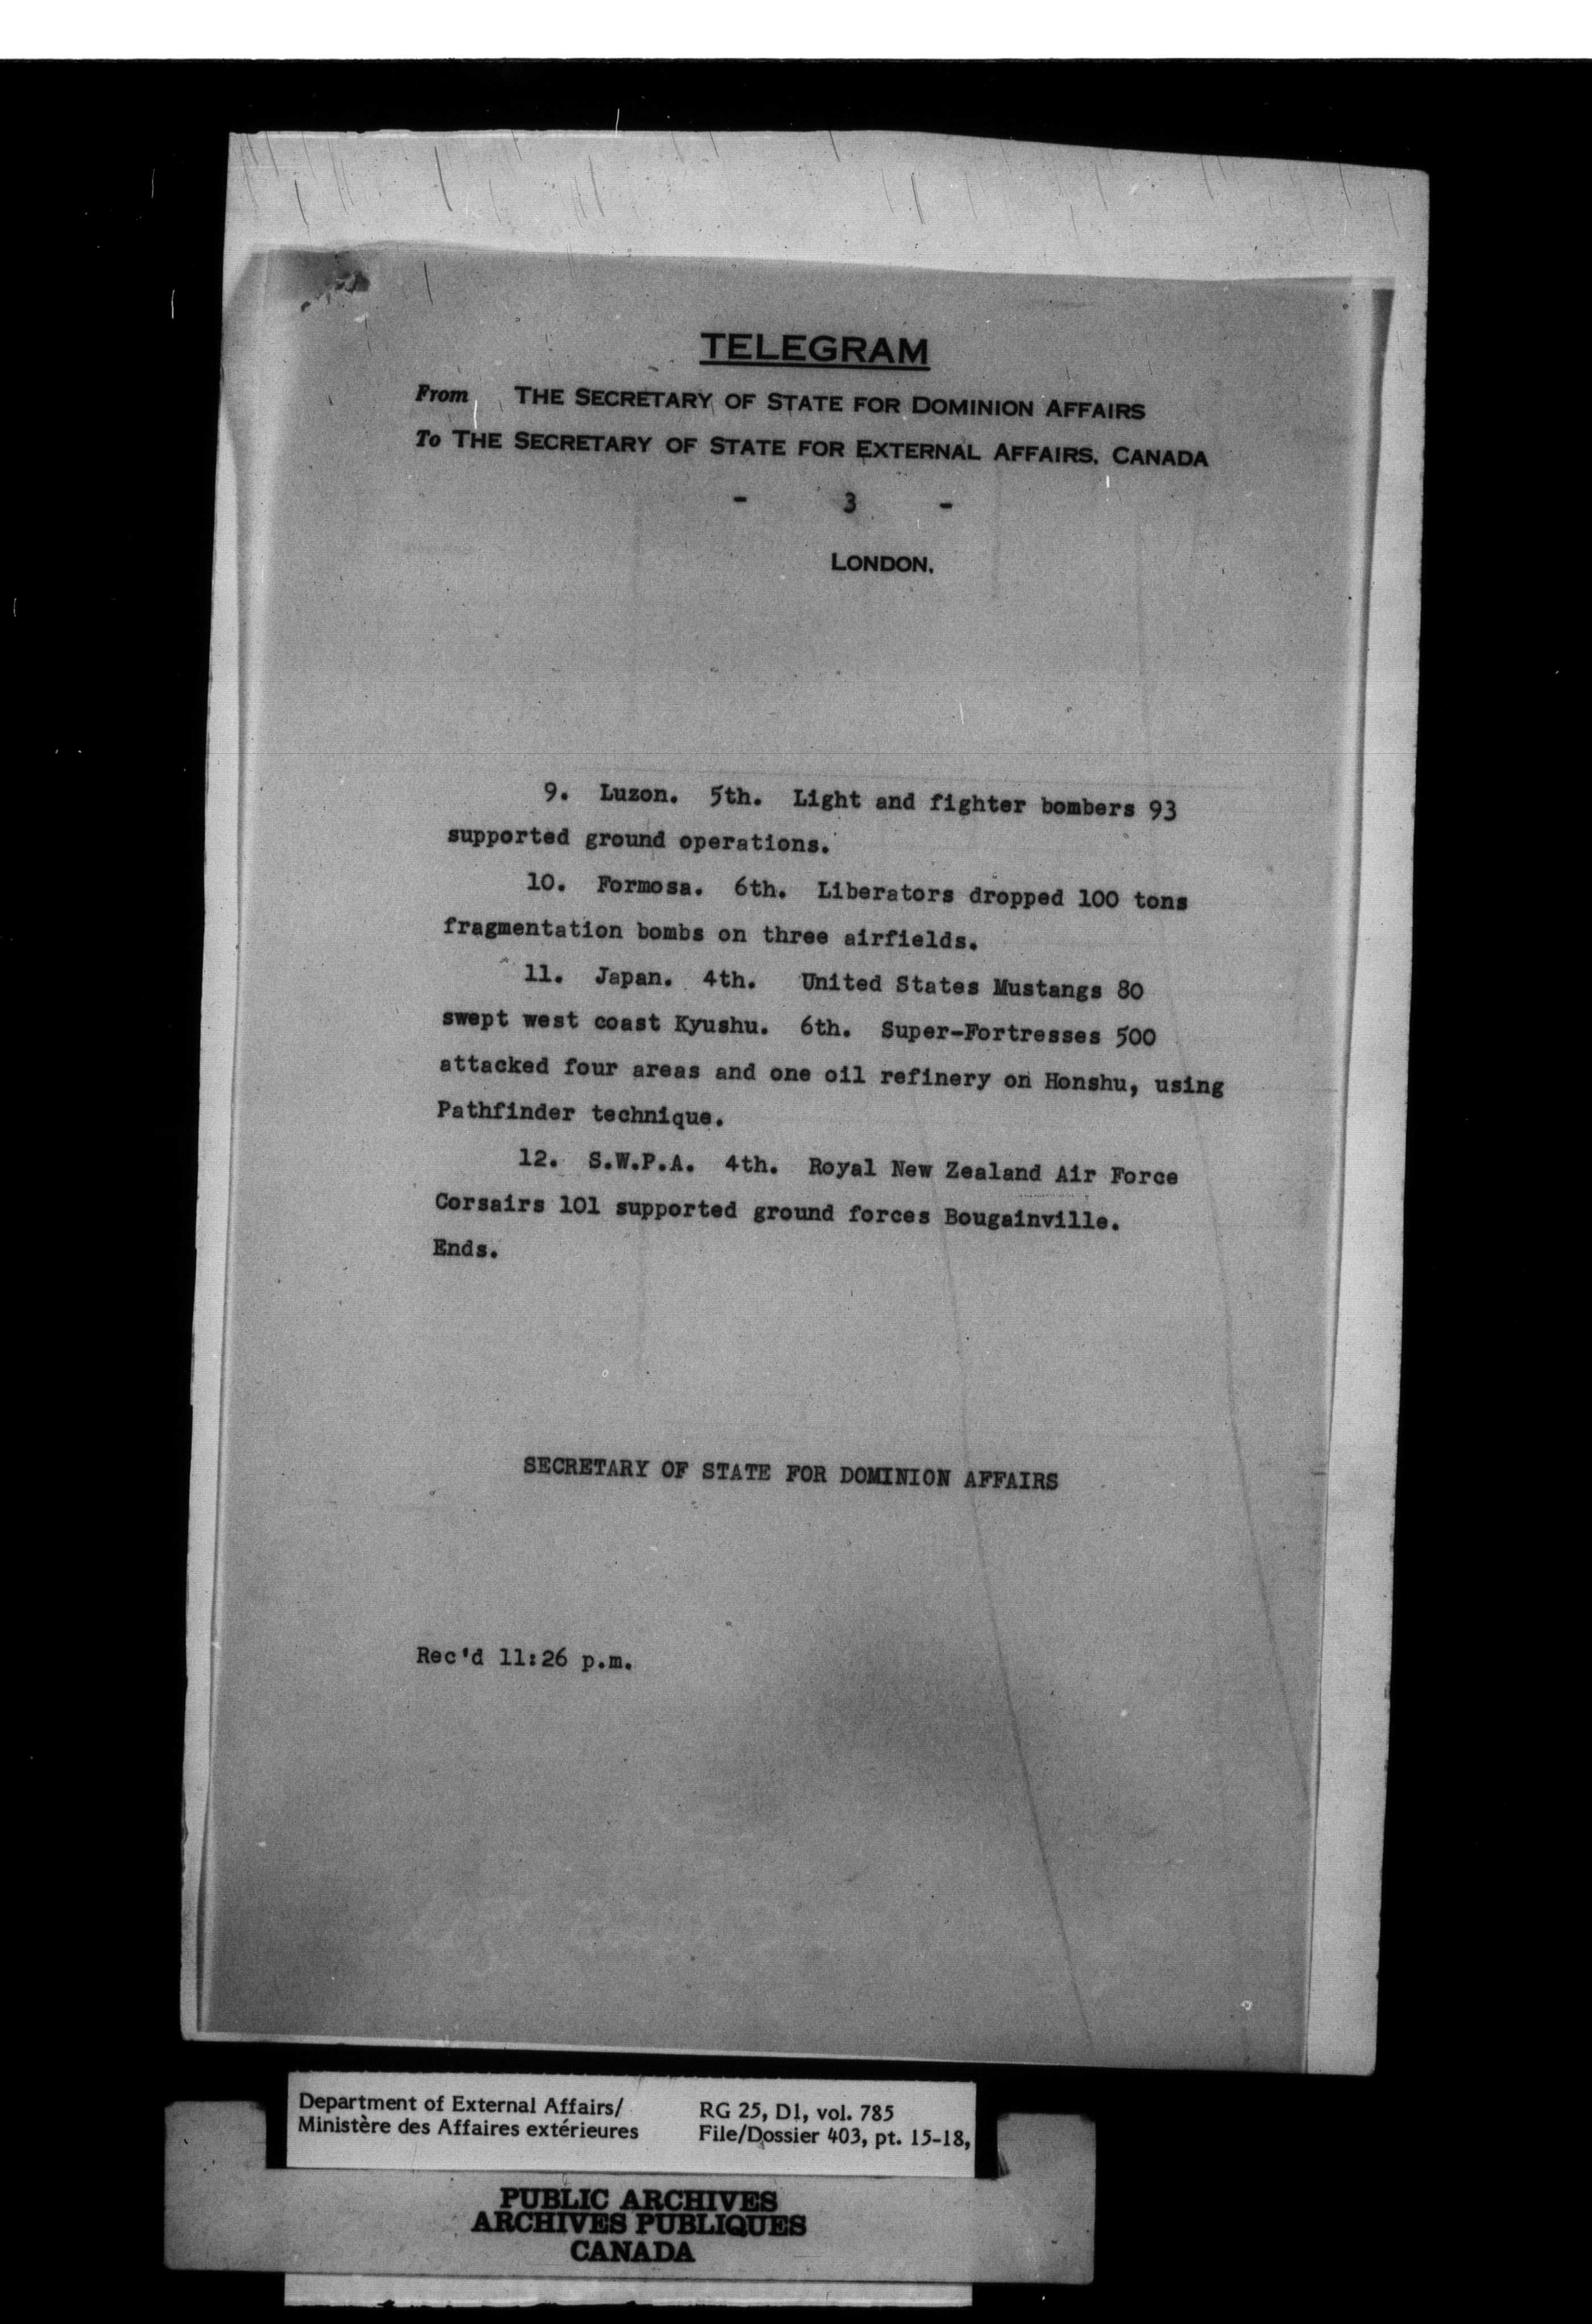 TELEGRAM
From THE SECRETARY OF STATE FOR DOMINION AFFAIRS
To THE SECRETARY OF STATE FOR EXTERNAL AFFAIRS, CANADA
- 3 -
LONDON,
9. Luzon. 5th. Light and fighter bombers 93
supported ground operations.
10. Formosa. 6th. Liberators dropped 100 tons
fragmentation bombs on three airfields.
11. Japan. 4th. United States Mustangs 80
swept west coast Kyushu. 6th. Super-Fortresses 500
attacked four areas and one oil refinery on Honshu, using
Pathfinder technique.
12. S.W.P.A. 4th. Royal New Zealand Air Force
Corsairs 101 supported ground forces Bougainville.
Ends.
SECRETARY OF STATE FOR DOMINION AFFAIRS
Rec'd 11:26 p.m.
Department of External Affairs/
Ministère des Affaires extérieures
RG 25, D1, vol. 785
File/Dossier 403, pt. 15-18,
PUBLIC ARCHIVES
ARCHIVES PUBLIQUES
CANADA